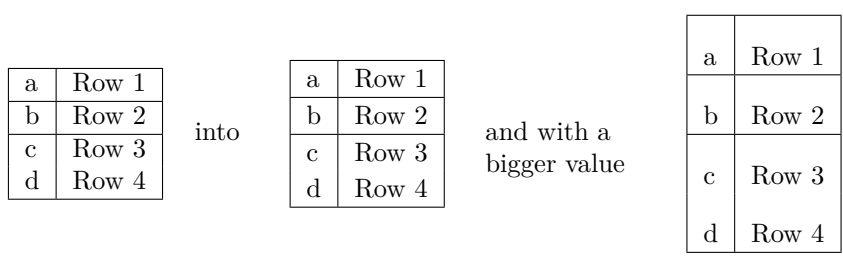 a Row 1
b Row 2
c Row 3
d Row 4
into
a Row 1
b Row 2
c Row 3
d Row 4
and with a
bigger value
a Row 1
b Row 2
c Row 3
d Row 4